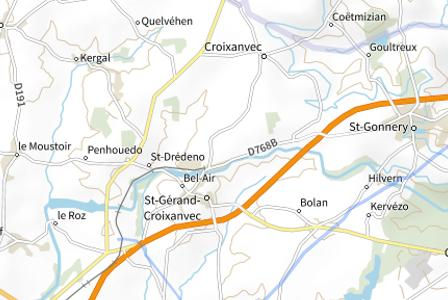 Quelvéhen
Coëtmizian
Croixanvec
Goultreux
Kergal
D191
St-Gonnery
le Moustoir
Penhouedo
St-Drédeno
D768B
Bel-Air
Hilvern
St-Gérand-
Croixanvec
Bolan
Kervézo
le Roz